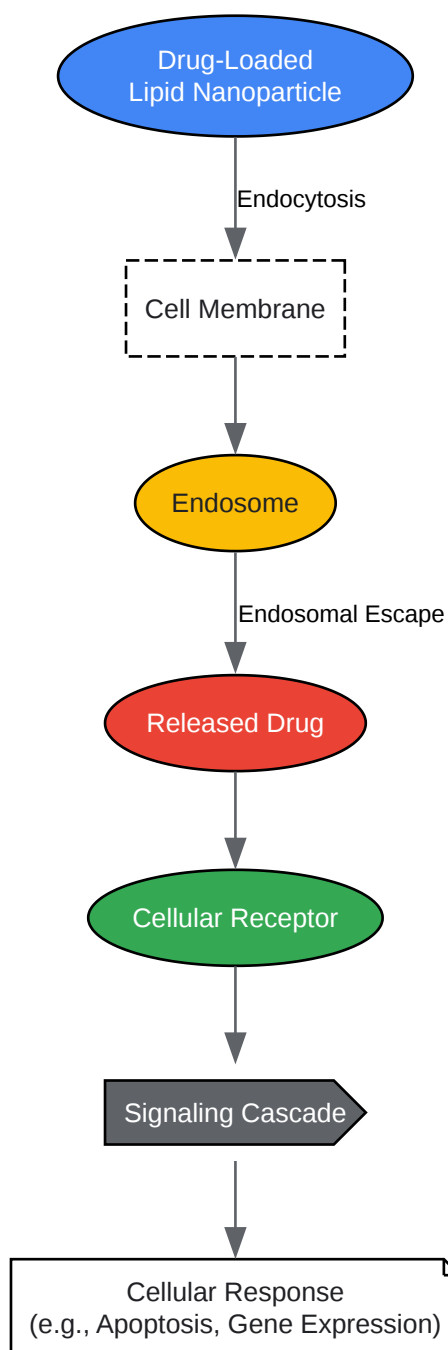 Drug-Loaded
Lipid Nanoparticle
Endocytosis
Cell Membrane
Endosome
Endosomal Escape
Released Drug
Cellular Receptor
Signaling Cascade
Cellular Response
(e.g., Apoptosis, Gene Expression)